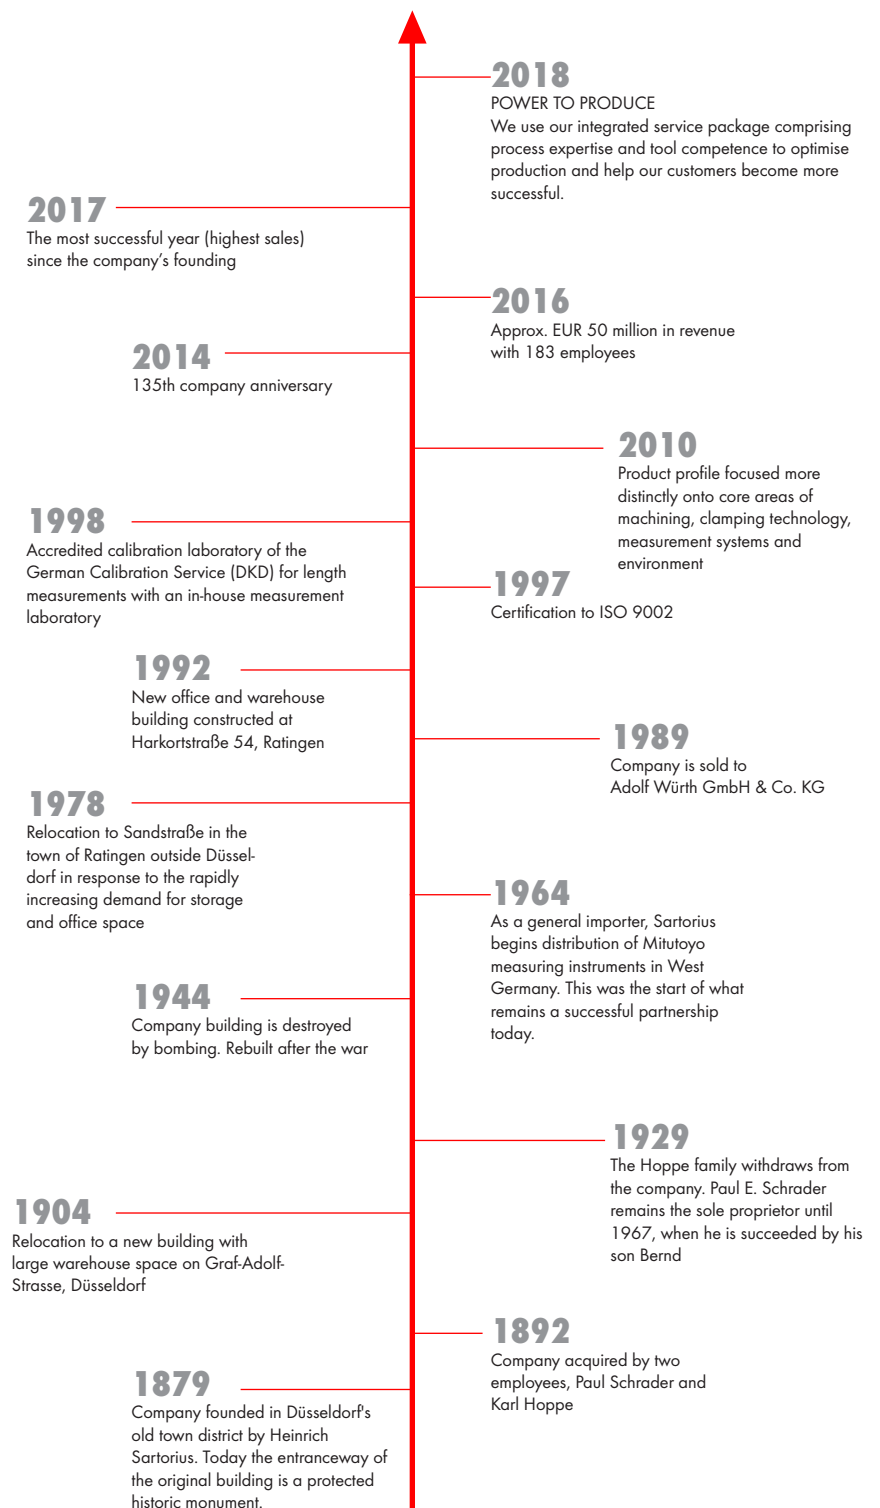 2018
POWER TO PRODUCE
We use our integrated service package comprising
process expertise and tool competence to optimise
production and help our customers become more
successful.
2017
The most successful year (highest sales)
since the company’s founding
2016
Approx. EUR 50 million in revenue
with 183 employees
2014
135th company anniversary
2010
Product profile focused more
distinctly onto core areas of
machining, clamping technology,
measurement systems and
environment
1998
Accredited calibration laboratory of the
German Calibration Service (DKD) for length
measurements with an in-house measurement
laboratory
1997
Certification to ISO 9002
1992
New office and warehouse
building constructed at
Harkortstraße 54, Ratingen
1989
Company is sold to
Adolf Würth GmbH & Co. KG
1978
Relocation to Sandstraße in the
town of Ratingen outside Düssel-
dorf in response to the rapidly
increasing demand for storage
and office space
1964
As a general importer, Sartorius
begins distribution of Mitutoyo
measuring instruments in West
Germany. This was the start of what
remains a successful partnership
today.
1944
Company building is destroyed
by bombing. Rebuilt after the war
1929
The Hoppe family withdraws from
the company. Paul E. Schrader
remains the sole proprietor until
1967, when he is succeeded by his
son Bernd
1904
Relocation to a new building with
large warehouse space on Graf-Adolf-
Strasse, Düsseldorf
1892
Company acquired by two
employees, Paul Schrader and
Karl Hoppe
1879
Company founded in Düsseldorf's
old town district by Heinrich
Sartorius. Today the entranceway of
the original building is a protected
historic monument.